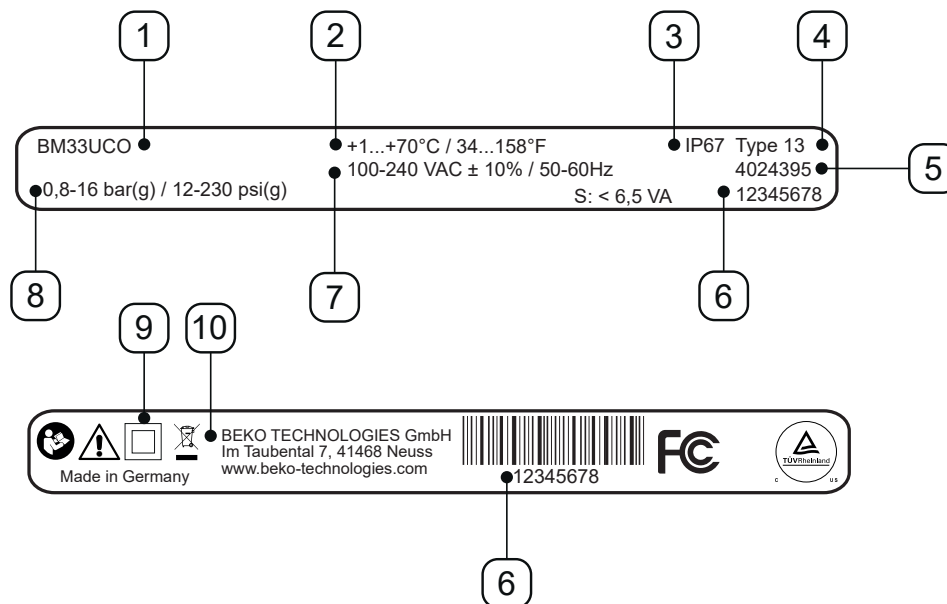 1
2
3
4
BM33UCO
+1...+70°C / 34...158°F
IP67 Type 13
100-240 VAC ± 10% / 50-60Hz
4024395
5
0,8-16 bar(g) / 12-230 psi(g)
S: < 6,5 VA
12345678
8
7
6
9
10
BEKO TECHNOLOGIES GmbH
Im Taubental 7, 41468 Neuss
www.beko-technologies.com
Made in Germany
12345678
FC
TÜVRheinland
C US
6